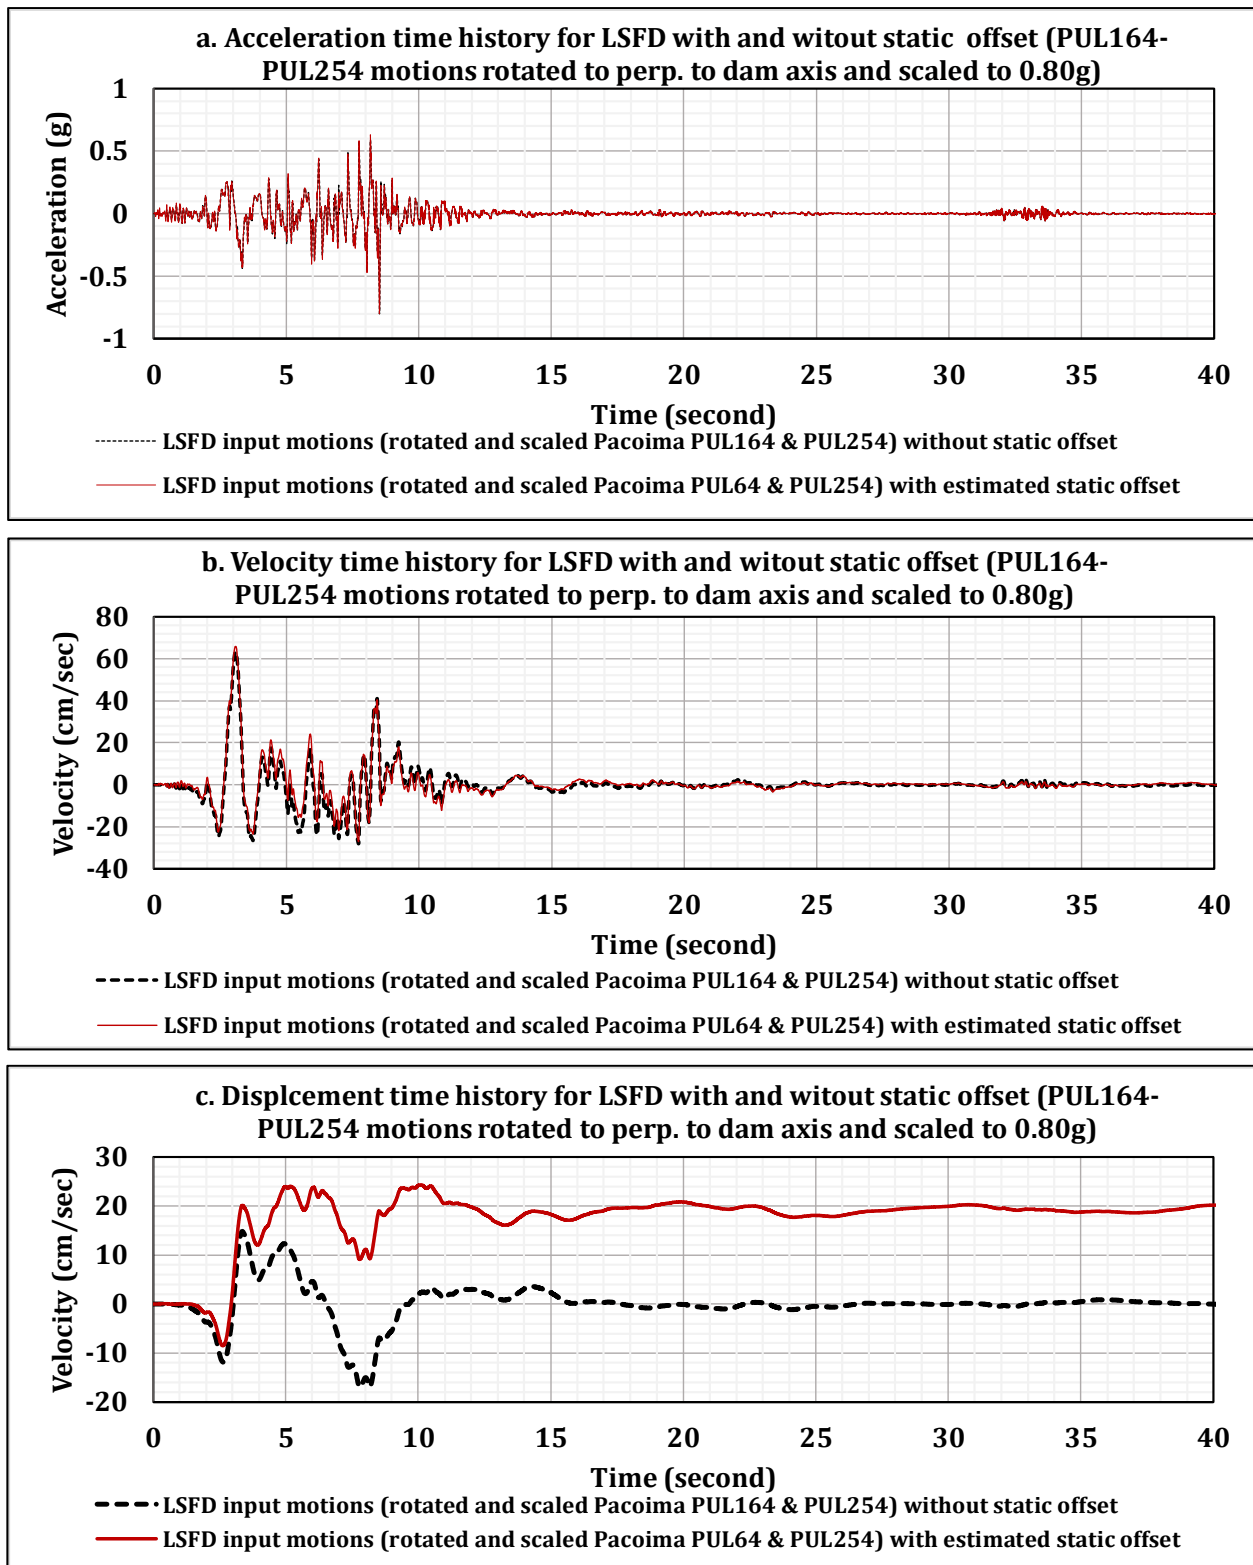 a. Acceleration time history for LSFD with and witout static  offset (PUL164-
PUL254 motions rotated to perp. to dam axis and scaled to 0.80g)
Acceleration (g)
1
0.5
0
-0.5
-1
0 5 10 15 20 25 30 35 40
Time (second)
LSFD input motions (rotated and scaled Pacoima PUL164 & PUL254) without static offset
LSFD input motions (rotated and scaled Pacoima PUL64 & PUL254) with estimated static offset
b. Velocity time history for LSFD with and witout static offset (PUL164-
PUL254 motions rotated to perp. to dam axis and scaled to 0.80g)
Velocity (cm/sec)
80
60
40
20
0
-20
-40
0 5 10 15 20 25 30 35 40
Time (second)
LSFD input motions (rotated and scaled Pacoima PUL164 & PUL254) without static offset
LSFD input motions (rotated and scaled Pacoima PUL64 & PUL254) with estimated static offset
c. Displcement time history for LSFD with and witout static offset (PUL164-
PUL254 motions rotated to perp. to dam axis and scaled to 0.80g)
Velocity (cm/sec)
30
20
10
0
-10
-20
0 5 10 15 20 25 30 35 40
Time (second)
LSFD input motions (rotated and scaled Pacoima PUL164 & PUL254) without static offset
LSFD input motions (rotated and scaled Pacoima PUL64 & PUL254) with estimated static offset